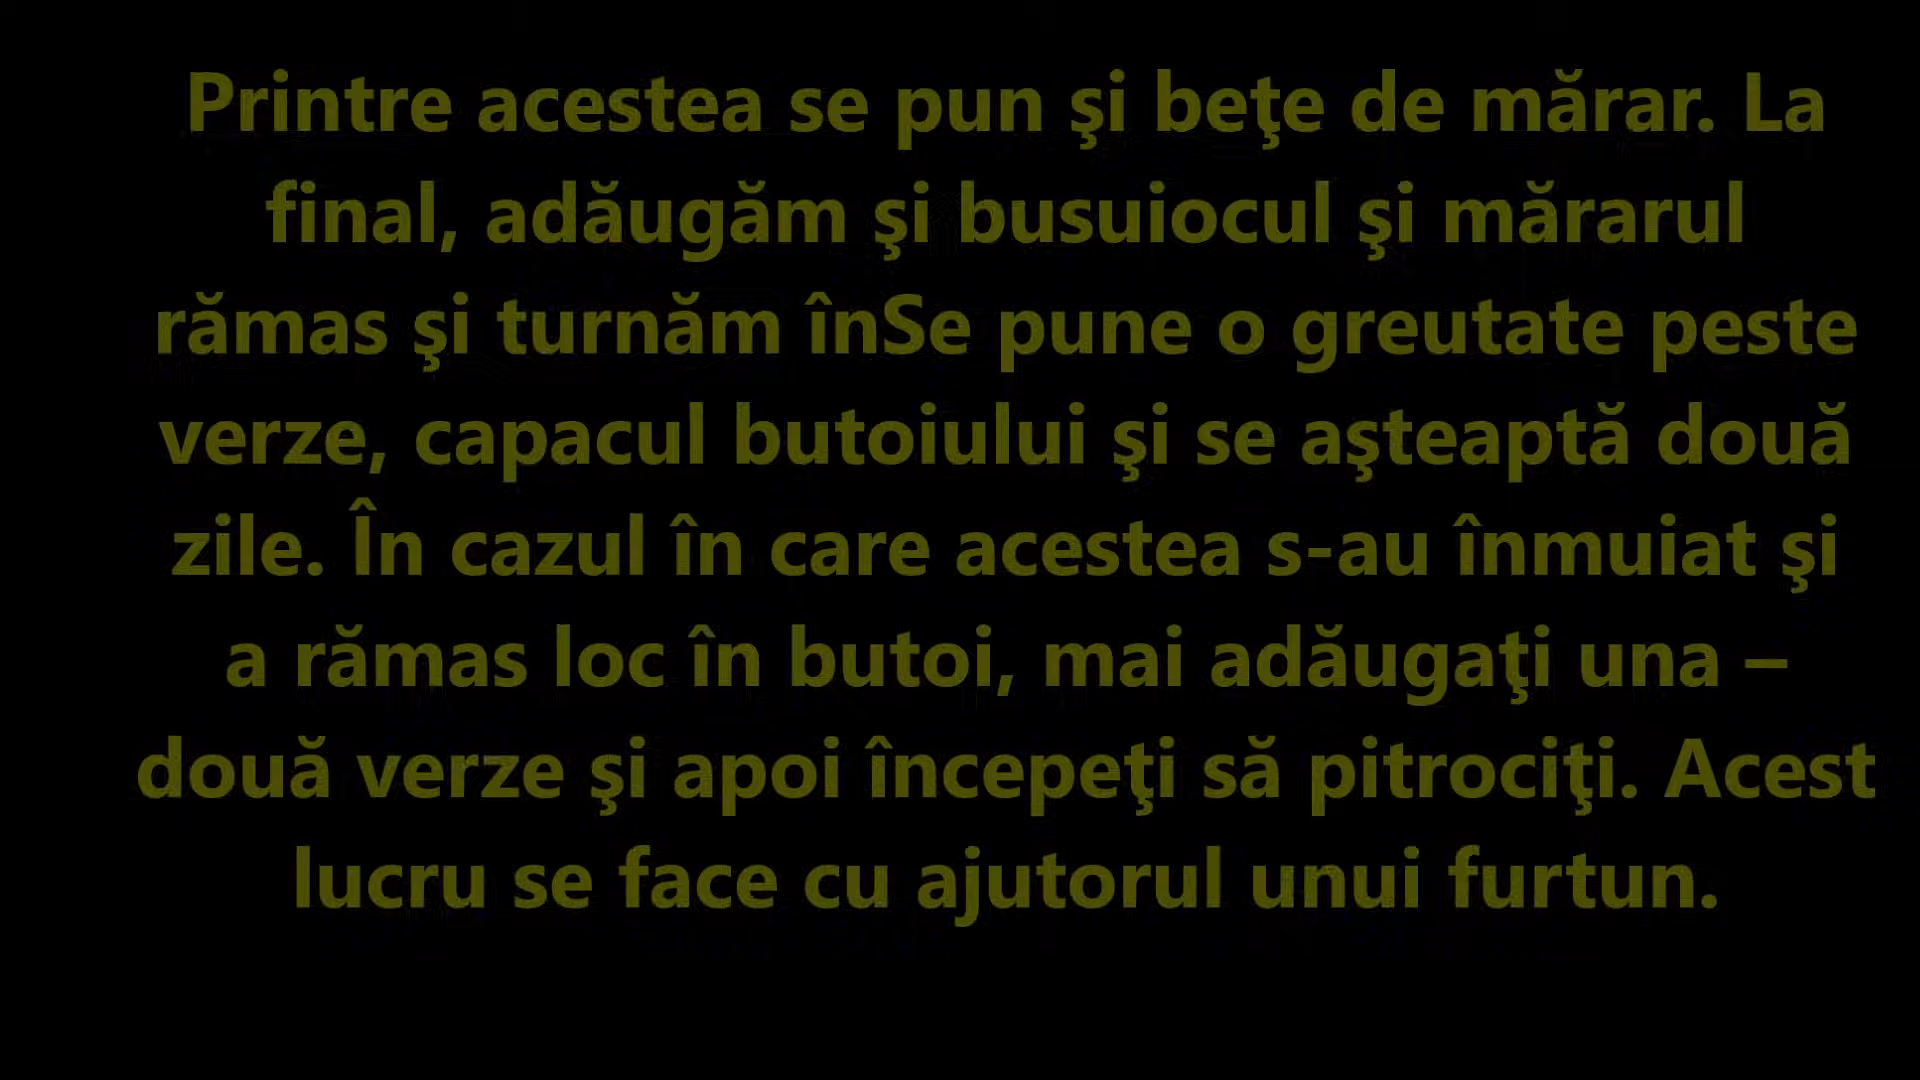 Printre acestea se pun şi beţe de mărar. La
final, adăugăm şi busuiocul şi mărarul
rămas şi turnăm înSe pune o greutate peste
verze, capacul butoiului şi se aşteaptă două
zile. În cazul în care acestea s-au înmuiat şi
a rămas loc în butoi, mai adăugaţi una –
două verze şi apoi începeţi să pitrociţi. Acest
lucru se face cu ajutorul unui furtun.